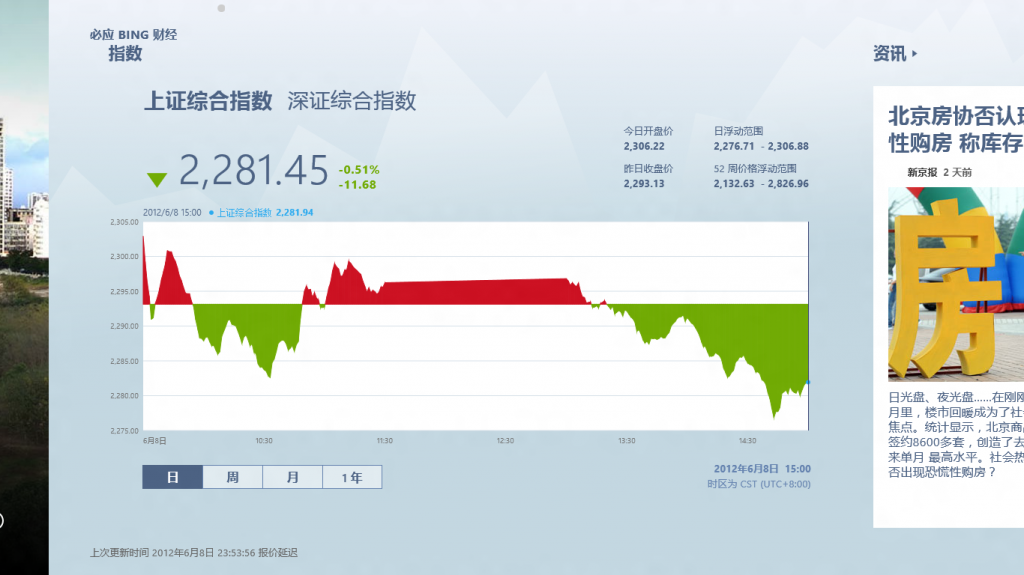 必应 BING 财经
指数
上证综合指数 深证综合指数
2,281.45
-0.51%
-11.68
今日开盘价
2,306.22
日浮动范围
2,276.71 - 2,306.88
昨日收盘价
2,293.13
52 周价格浮动范围
2,132.63 - 2,826.96
2012/6/8 15:00 上证综合指数 2,281.94
2,305.00
2,300.00
2,295.00
2,290.00
2,285.00
2,280.00
2,275.00
6月8日 10:30 11:30 12:30 13:30 14:30
日 周 月 1 年
2012年6月8日 15:00
时区为 CST (UTC+8:00)
上次更新时间 2012年6月8日 23:53:56 报价延迟
资讯
北京房协否认
性购房 称库存
新京报 2 天前
房
日光盘、夜光盘......在刚
月里，楼市回暖成为了社
焦点。统计显示，北京商
签约8600多套，创造了去
来单月 最高水平。社会热
否出现恐慌性购房？